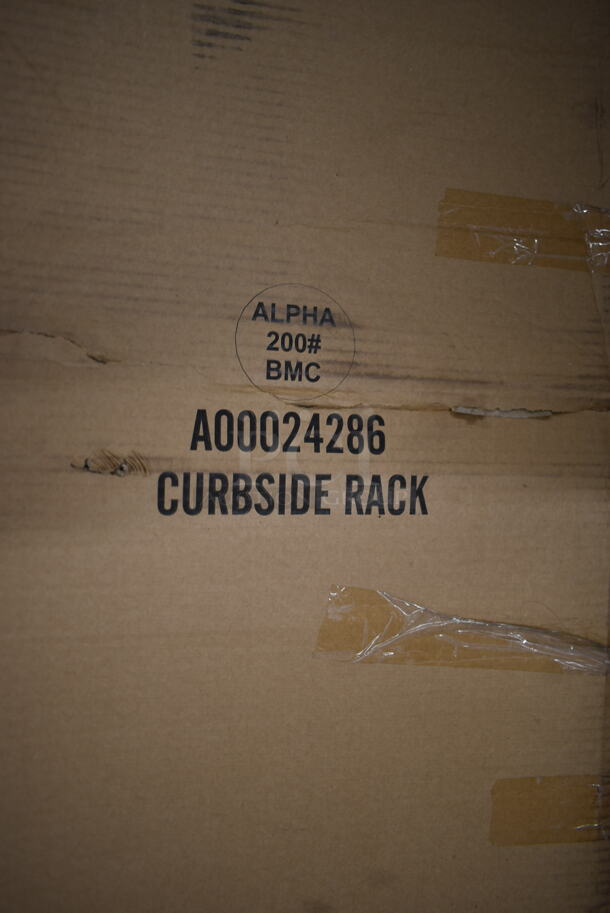 ALPHA
200#
BMC
A00024286
CURBSIDE RACK